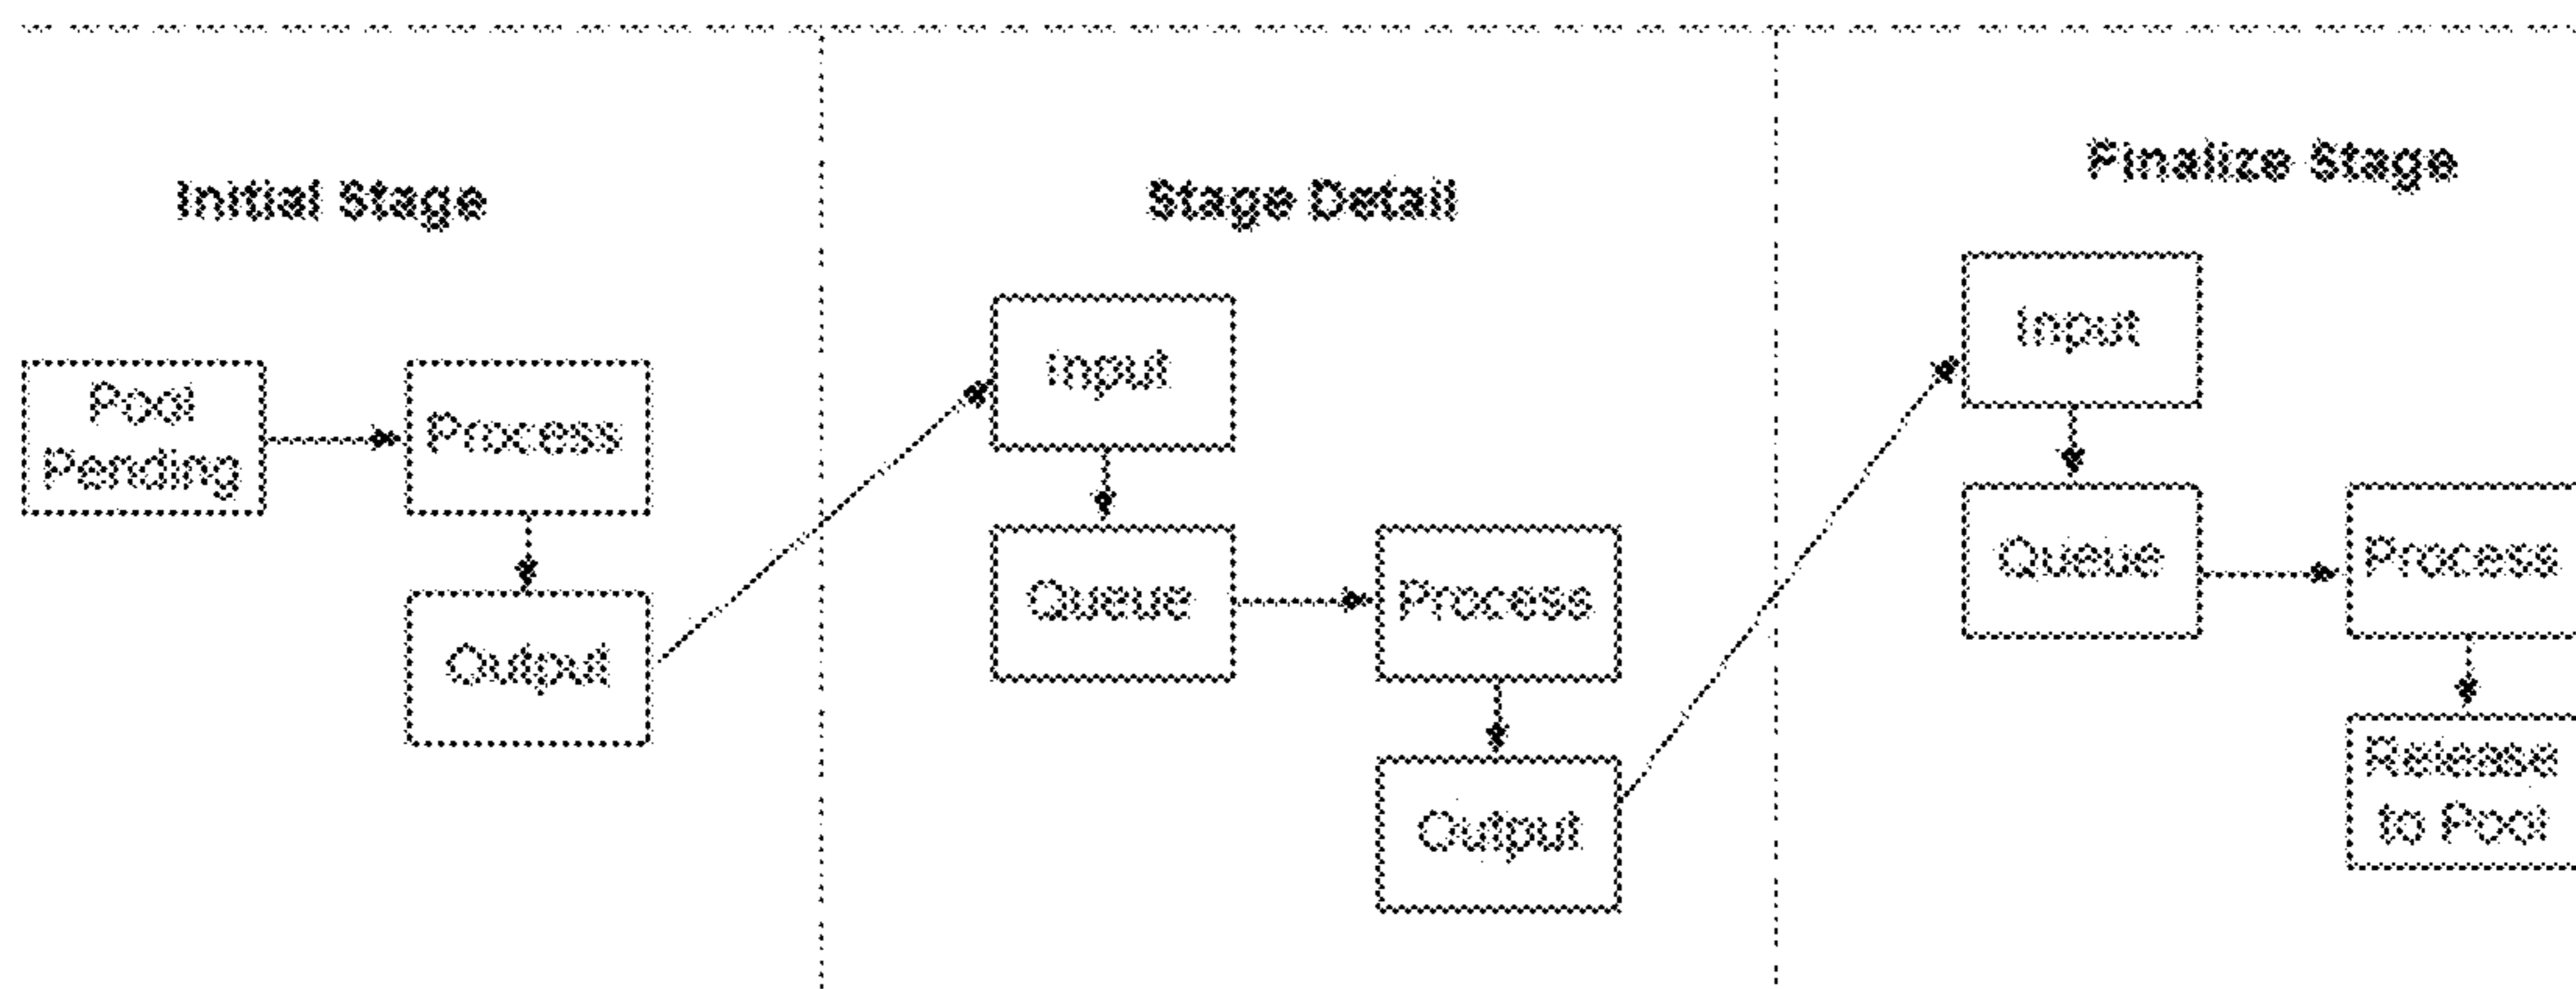 Initial Stage
Pool
Pending
Process
Output
Stage Detail
Input
Queue
Process
Output
Finalize Stage
Input
Queue
Process
Release
to Pool